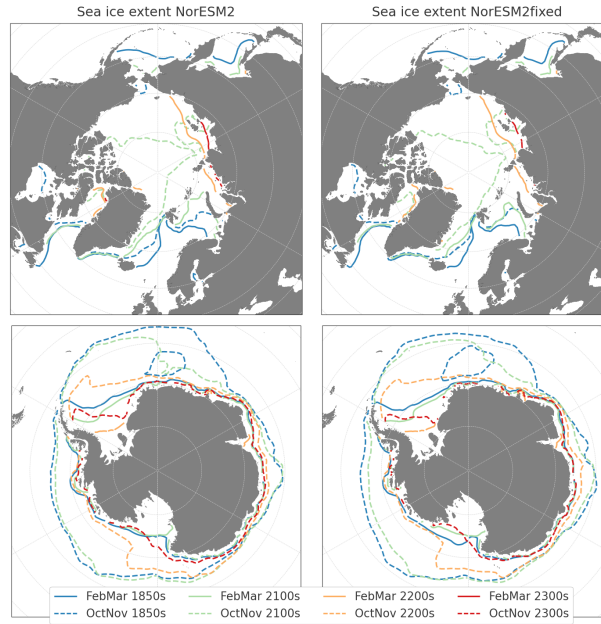 Sea ice extent NorESM2
Sea ice extent NorESM2fixed
FebMar 1850s FebMar 2100s FebMar 2200s FebMar 2300s
OctNov 1850s OctNov 2100s OctNov 2200s OctNov 2300s